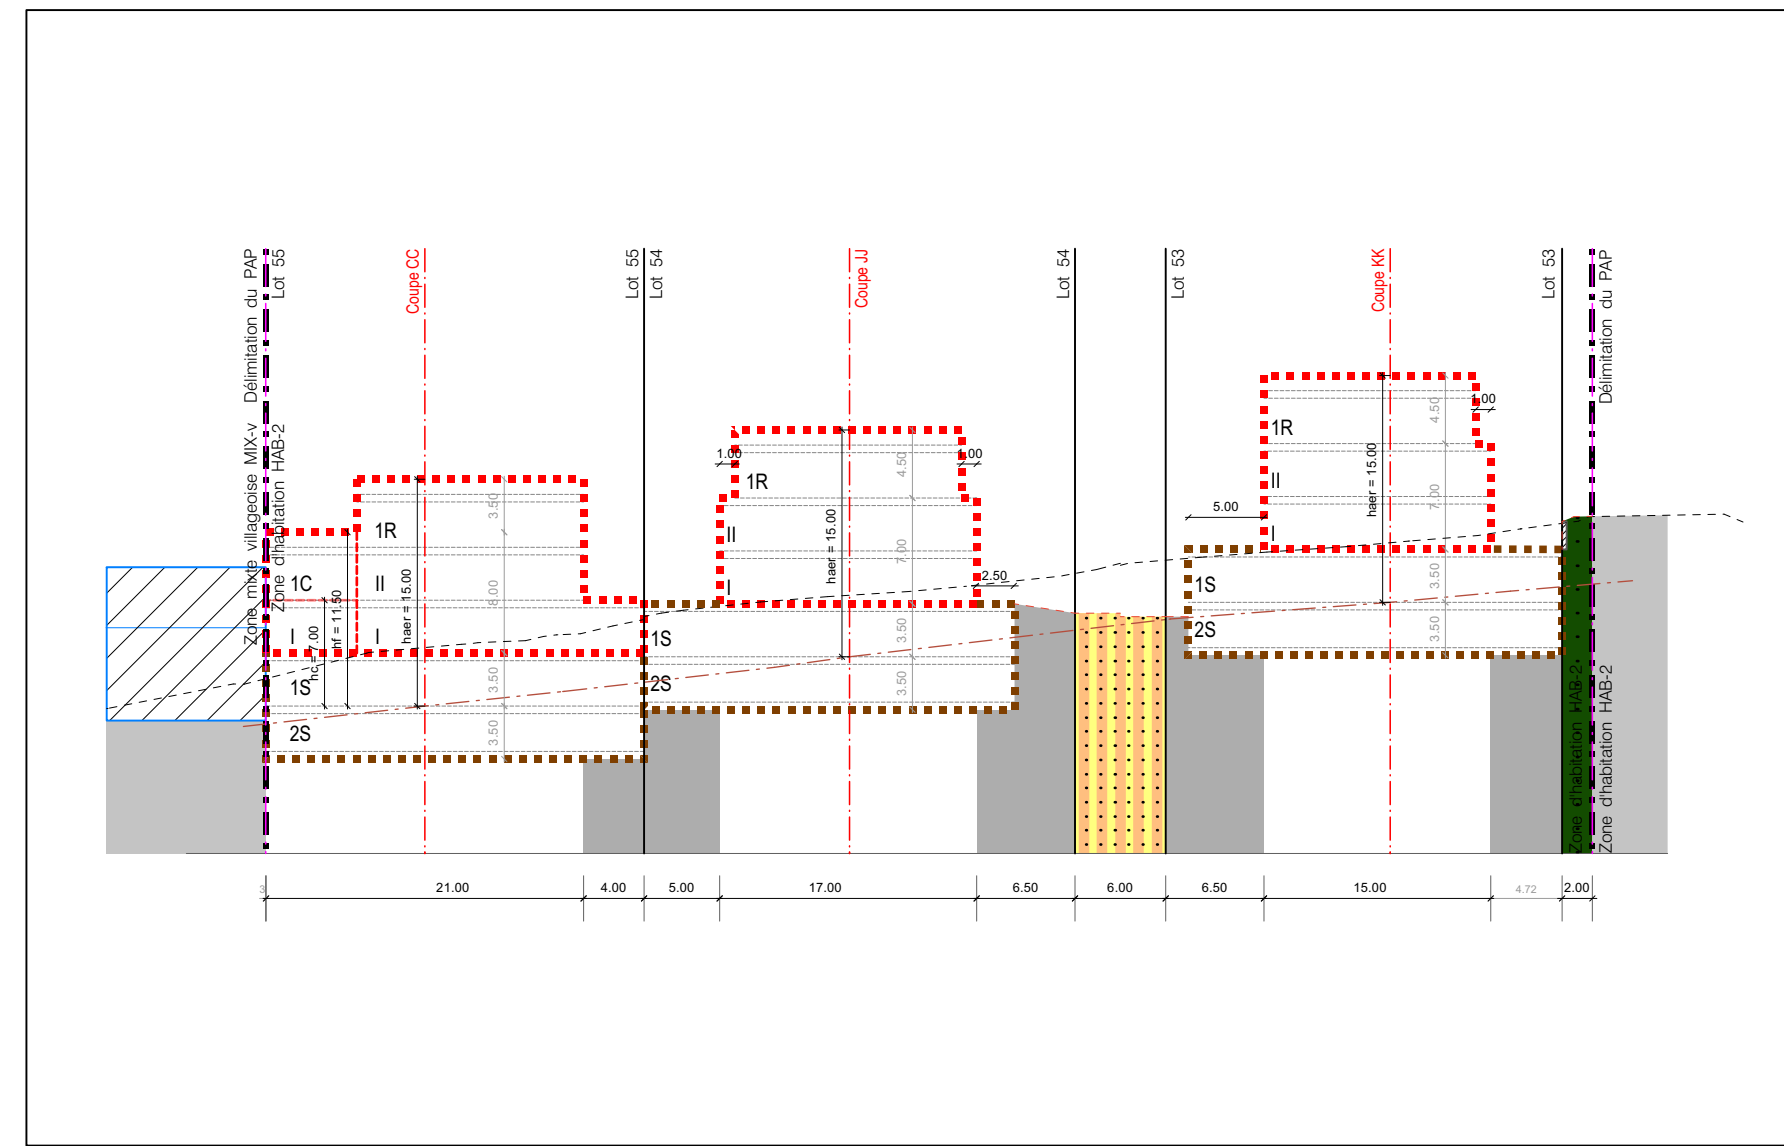 Zone mixte villageoise MIX-v Délimitation du PAP
Zone d'habitation HAB-2
Lot 55
Coupe CC
Lot 55
Lot 54
Coupe JJ
Lot 54
Lot 53
Coupe KK
Lot 53
Délimitation du PAP
Zone d'habitation HAB-2
Zone d'habitation HAB-2
1R
1C
II
I
I
1S
2S
hc = 7.00
hf = 11.50
haer = 15.00
3.50
8.00
3.50
3.50
1.00
1.00
1R
II
I
haer = 15.00
4.50
7.00
2.50
1S
2S
3.50
3.50
1.00
1R
II
I
5.00
haer = 15.00
4.50
7.00
1S
2S
3.50
3.50
3
21.00
4.00
5.00
17.00
6.50
6.00
6.50
15.00
4.72
2.00